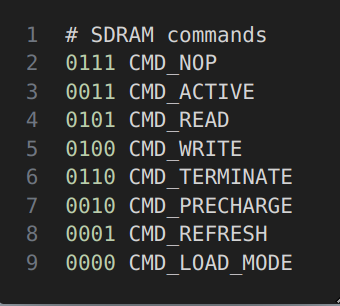 1 # SDRAM commands
2 0111 CMD_NOP
3 0011 CMD_ACTIVE
4 0101 CMD_READ
5 0100 CMD_WRITE
6 0110 CMD_TERMINATE
7 0010 CMD_PRECHARGE
8 0001 CMD_REFRESH
9 0000 CMD_LOAD_MODE